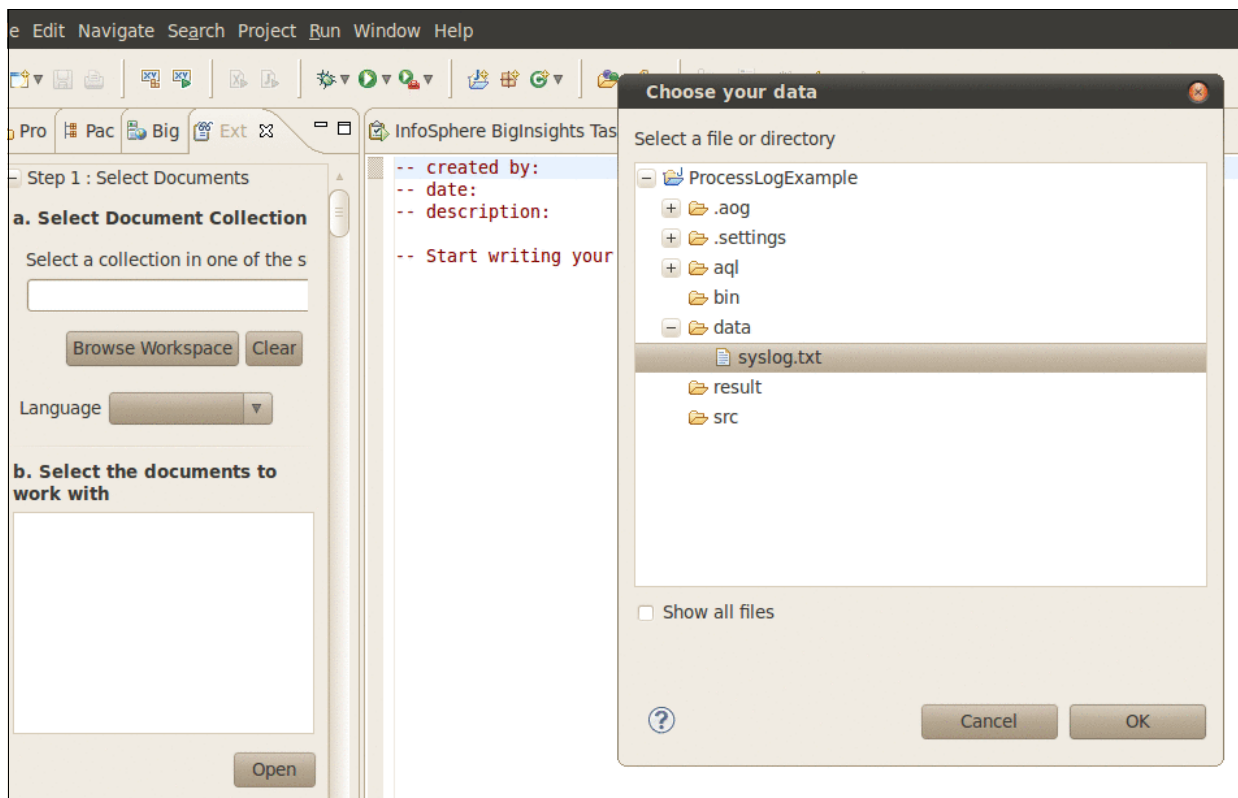 e Edit Navigate Search Project Run Window Help
Pro Pac Big Ext InfoSphere BigInsights Tas
Step 1 : Select Documents
a. Select Document Collection
Select a collection in one of the s
Browse Workspace Clear
Language
b. Select the documents to
work with
Open
-- created by:
-- date:
-- description:
-- Start writing your
Choose your data
Select a file or directory
ProcessLogExample
.aog
.settings
aql
bin
data
syslog.txt
result
src
Show all files
Cancel OK